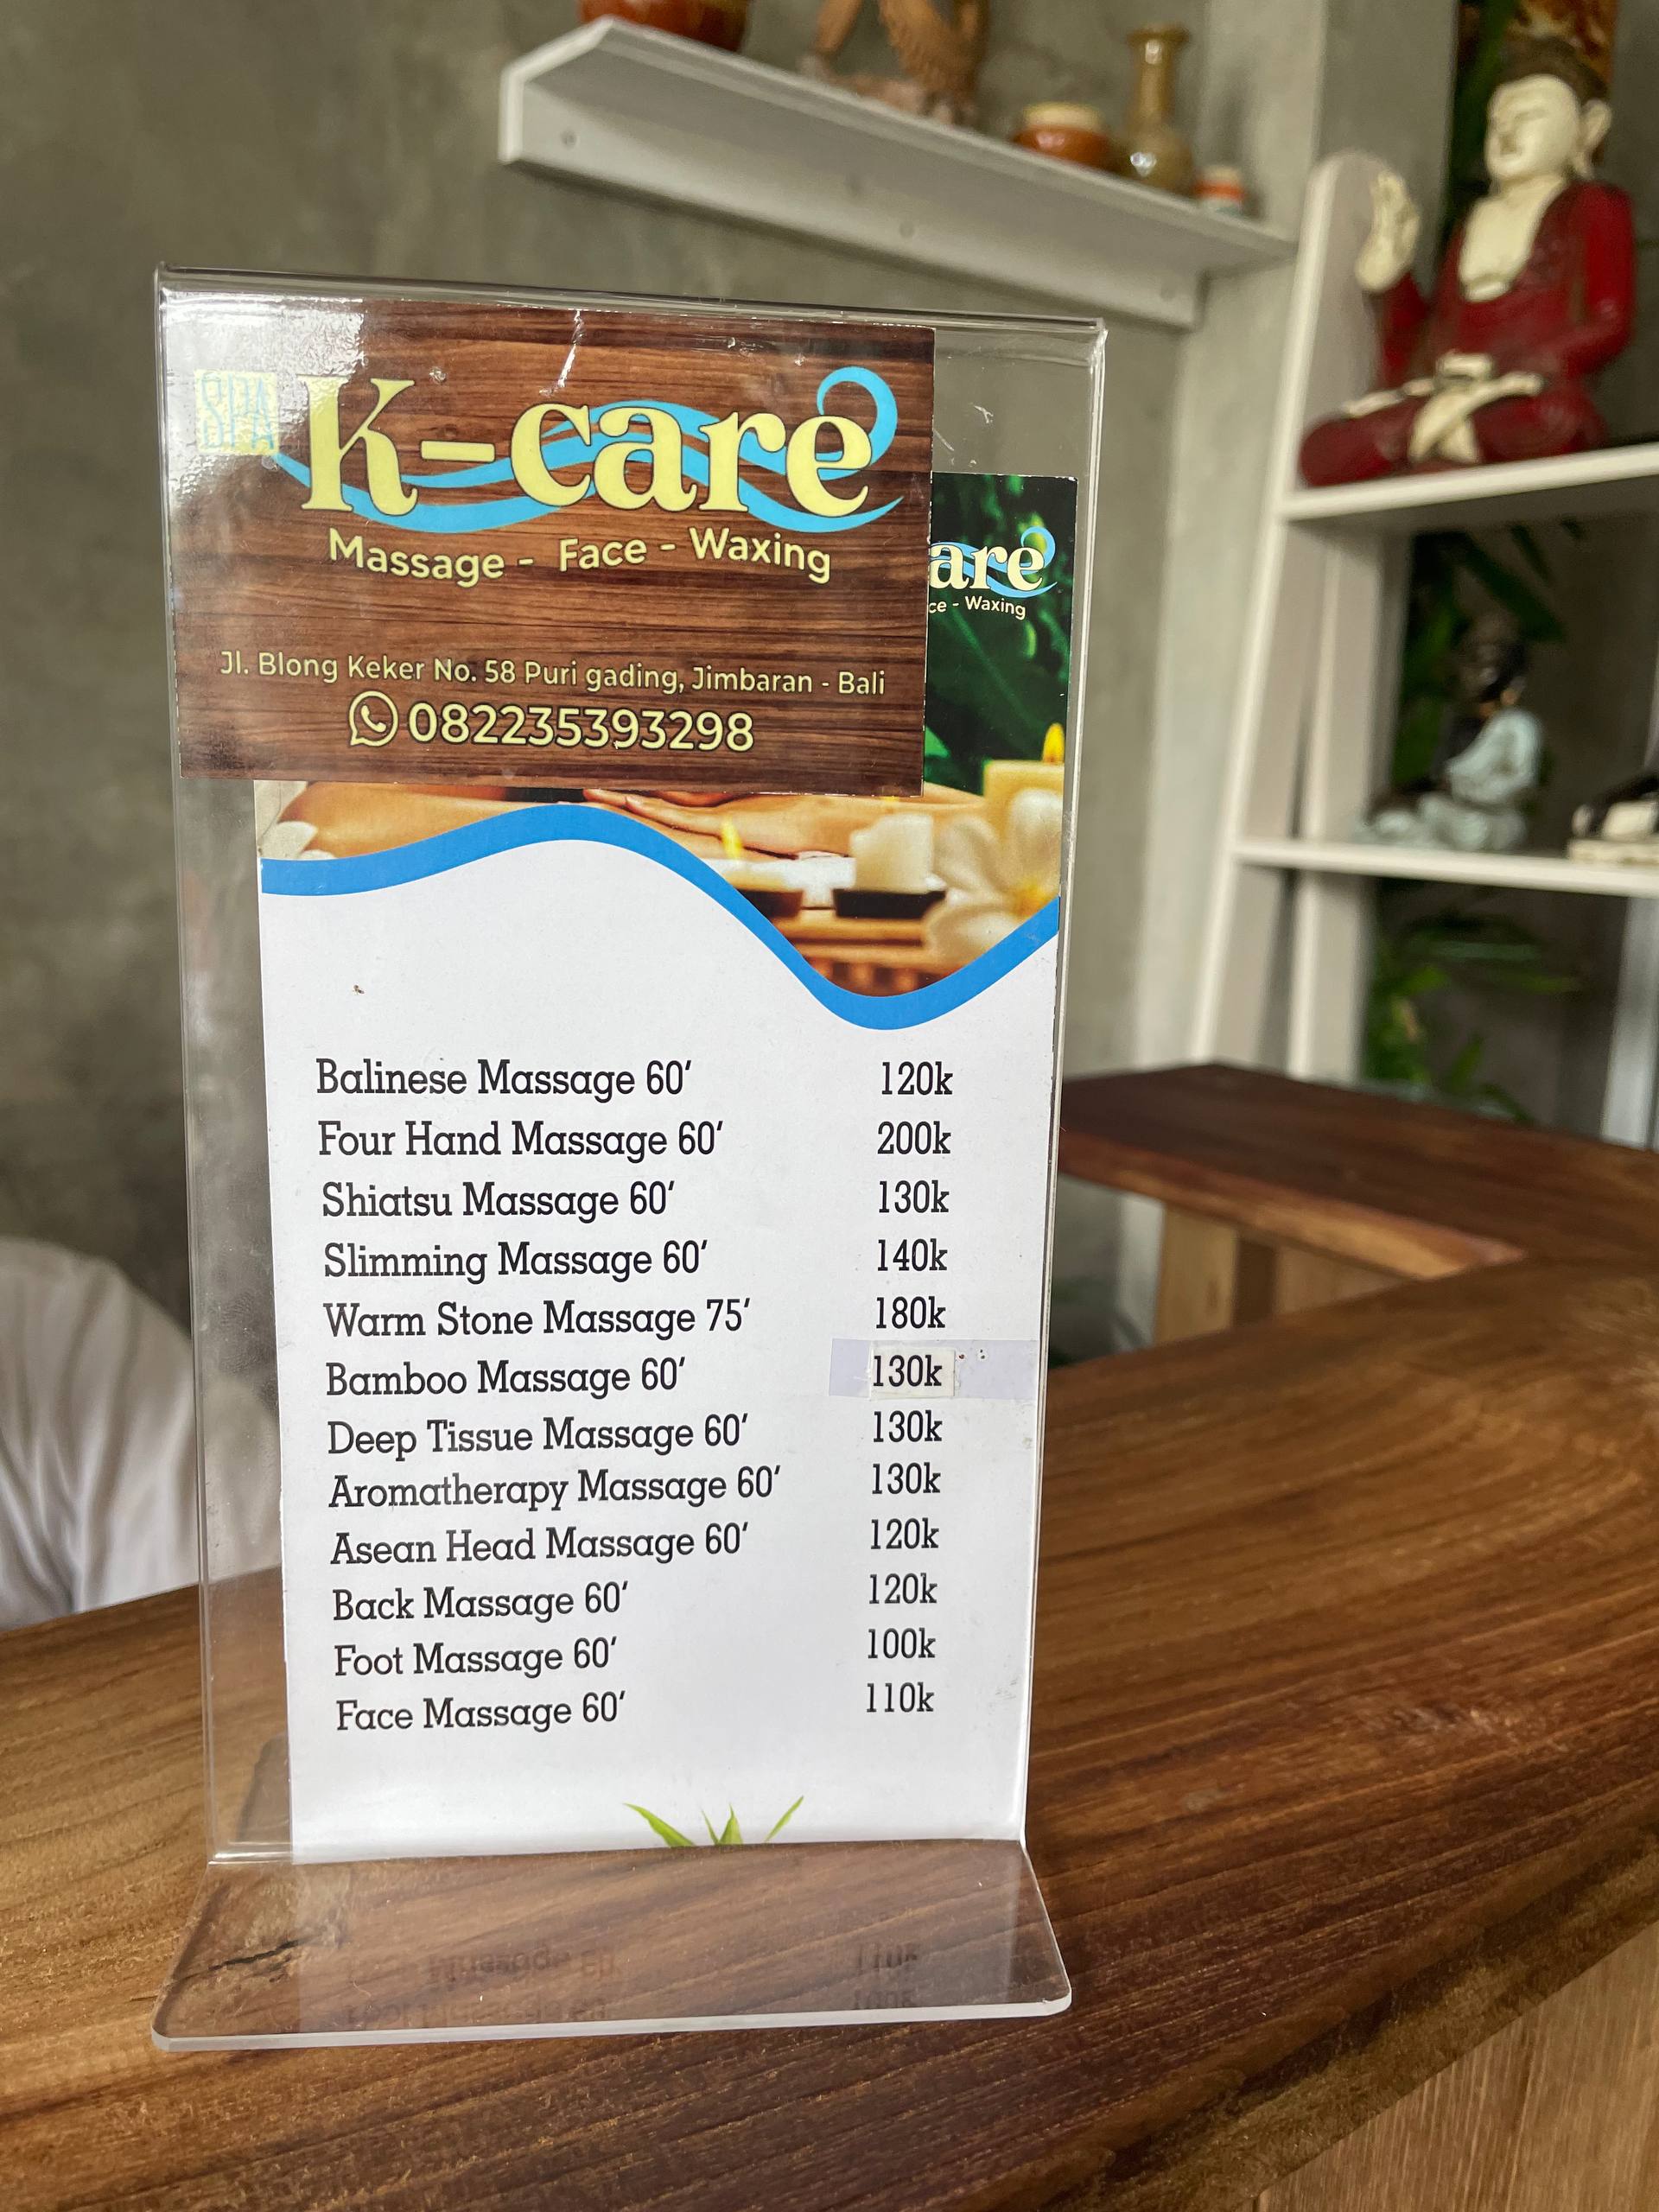 SPA
K-care
Massage - Face - Waxing
Jl. Blong Keker No. 58 Puri gading, Jimbaran - Bali
082235393298
are
ce - Waxing
Balinese Massage 60' 120k
Four Hand Massage 60' 200k
Shiatsu Massage 60' 130k
Slimming Massage 60' 140k
Warm Stone Massage 75' 180k
Bamboo Massage 60' 130k
Deep Tissue Massage 60' 130k
Aromatherapy Massage 60' 130k
Asean Head Massage 60' 120k
Back Massage 60' 120k
Foot Massage 60' 100k
Face Massage 60' 110k